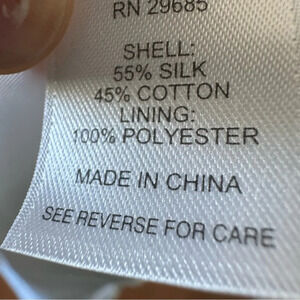 RN 29685
SHELL:
55% SILK
45% COTTON
LINING:
100% POLYESTER
MADE IN CHINA
SEE REVERSE FOR CARE